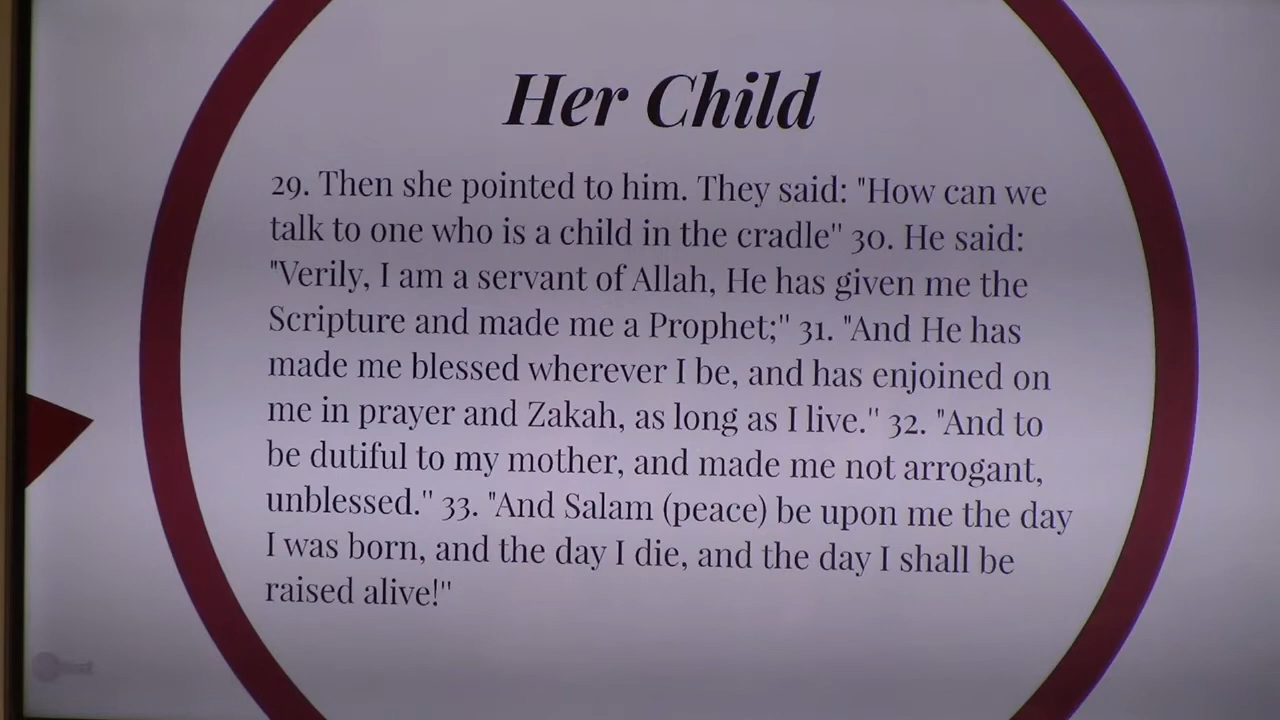 Her Child
29. Then she pointed to him. They said: "How can we
talk to one who is a child in the cradle" 30. He said:
"Verily, I am a servant of Allah, He has given me the
Scripture and made me a Prophet;" 31. "And He has
made me blessed wherever I be, and has enjoined on
me in prayer and Zakah, as long as I live." 32. "And to
be dutiful to my mother, and made me not arrogant,
unblessed." 33. "And Salam (peace) be upon me the day
I was born, and the day I die, and the day I shall be
raised alive!"